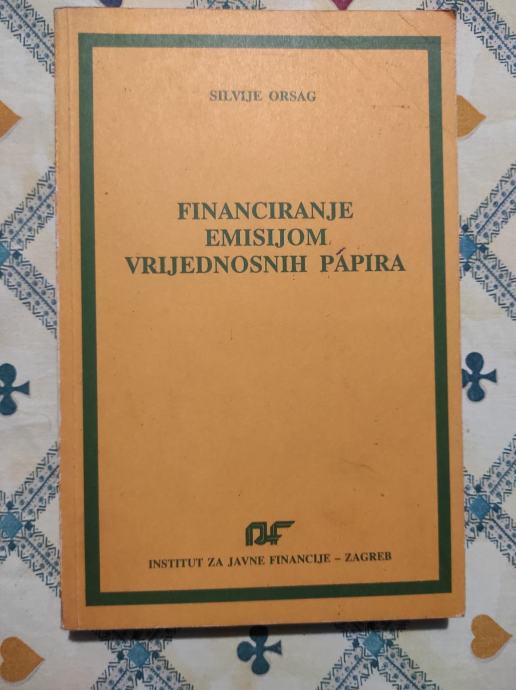 SILVIJE ORSAG
FINANCIRANJE
EMISIJOM
VRIJEDNOSNIH PAPIRA
INSTITUT ZA JAVNE FINANCIJE – ZAGREB